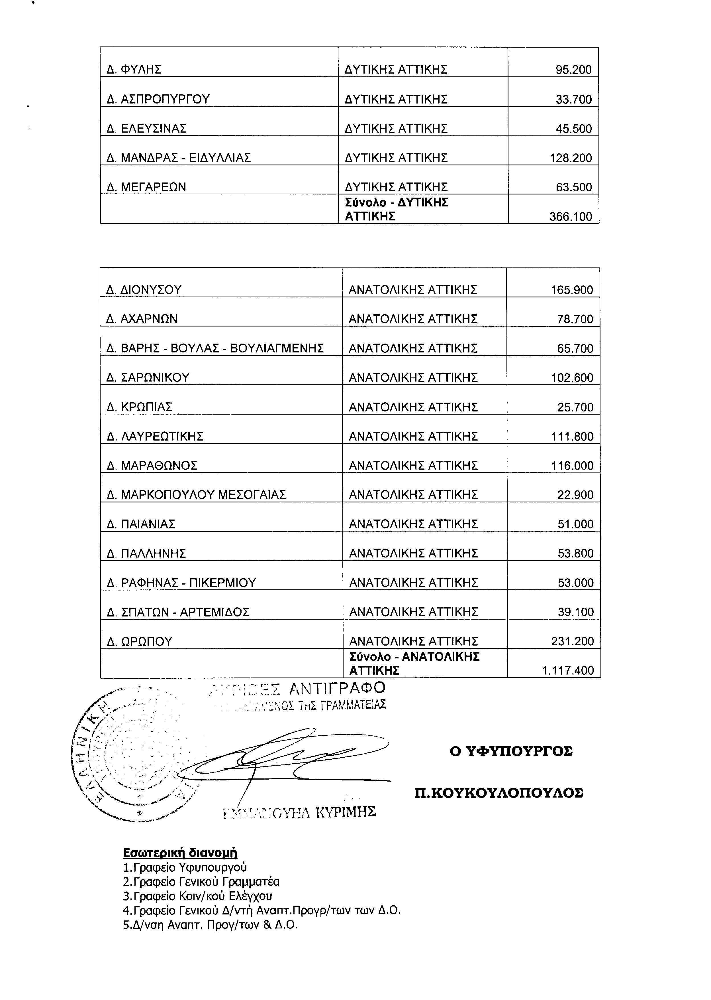 Δ. ΦΥΛΗΣ ΔΥΤΙΚΗΣ ΑΤΤΙΚΗΣ 95.200
Δ. ΑΣΠΡΟΠΥΡΓΟΥ ΔΥΤΙΚΗΣ ΑΤΤΙΚΗΣ 33.700
Δ. ΕΛΕΥΣΙΝΑΣ ΔΥΤΙΚΗΣ ΑΤΤΙΚΗΣ 45.500
Δ. ΜΑΝΔΡΑΣ - ΕΙΔΥΛΛΙΑΣ ΔΥΤΙΚΗΣ ΑΤΤΙΚΗΣ 128.200
Δ. ΜΕΓΑΡΕΩΝ ΔΥΤΙΚΗΣ ΑΤΤΙΚΗΣ 63.500
Σύνολο - ΔΥΤΙΚΗΣ
ΑΤΤΙΚΗΣ 366.100
Δ. ΔΙΟΝΥΣΟΥ ΑΝΑΤΟΛΙΚΗΣ ΑΤΤΙΚΗΣ 165.900
Δ. ΑΧΑΡΝΩΝ ΑΝΑΤΟΛΙΚΗΣ ΑΤΤΙΚΗΣ 78.700
Δ. ΒΑΡΗΣ - ΒΟΥΛΑΣ - ΒΟΥΛΙΑΓΜΕΝΗΣ ΑΝΑΤΟΛΙΚΗΣ ΑΤΤΙΚΗΣ 65.700
Δ. ΣΑΡΩΝΙΚΟΥ ΑΝΑΤΟΛΙΚΗΣ ΑΤΤΙΚΗΣ 102.600
Δ. ΚΡΩΠΙΑΣ ΑΝΑΤΟΛΙΚΗΣ ΑΤΤΙΚΗΣ 25.700
Δ. ΛΑΥΡΕΩΤΙΚΗΣ ΑΝΑΤΟΛΙΚΗΣ ΑΤΤΙΚΗΣ 111.800
Δ. ΜΑΡΑΘΩΝΟΣ ΑΝΑΤΟΛΙΚΗΣ ΑΤΤΙΚΗΣ 116.000
Δ. ΜΑΡΚΟΠΟΥΛΟΥ ΜΕΣΟΓΑΙΑΣ ΑΝΑΤΟΛΙΚΗΣ ΑΤΤΙΚΗΣ 22.900
Δ. ΠΑΙΑΝΙΑΣ ΑΝΑΤΟΛΙΚΗΣ ΑΤΤΙΚΗΣ 51.000
Δ. ΠΑΛΛΗΝΗΣ ΑΝΑΤΟΛΙΚΗΣ ΑΤΤΙΚΗΣ 53.800
Δ. ΡΑΦΗΝΑΣ - ΠΙΚΕΡΜΙΟΥ ΑΝΑΤΟΛΙΚΗΣ ΑΤΤΙΚΗΣ 53.000
Δ. ΣΠΑΤΩΝ - ΑΡΤΕΜΙΔΟΣ ΑΝΑΤΟΛΙΚΗΣ ΑΤΤΙΚΗΣ 39.100
Δ. ΩΡΩΠΟΥ ΑΝΑΤΟΛΙΚΗΣ ΑΤΤΙΚΗΣ 231.200
Σύνολο - ΑΝΑΤΟΛΙΚΗΣ
ΑΤΤΙΚΗΣ 1.117.400
ΑΝΤΙΓΡΑΦΟ
ΤΗΣ ΓΡΑΜΜΑΤΕΙΑΣ
ΕΛΛΗΝΙΚΗ
Ο ΥΦΥΠΟΥΡΓΟΣ
Π.ΚΟΥΚΟΥΛΟΠΟΥΛΟΣ
ΕΜΜΑΝΟΥΗΛ ΚΥΡΙΜΗΣ
Εσωτερική διανομή
1.Γραφείο Υφυπουργού
2.Γραφείο Γενικού Γραμματέα
3.Γραφείο Κοιν/κού Ελέγχου
4.Γραφείο Γενικού Δ/ντή Αναπτ.Προγρ/των των Δ.Ο.
5.Δ/νση Αναπτ. Προγ/των & Δ.Ο.